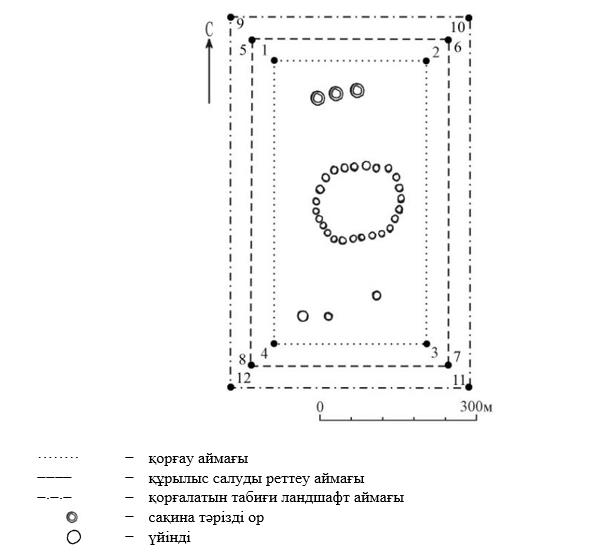 9
10
С
5
1
2
6
8
4
3
7
12
11
0
300м
........ – қорғау аймағы
–––– – құрылыс салуды реттеу аймағы
–·–·– – қорғалатын табиғи ландшафт аймағы
– сақина тәрізді ор
– үйінді